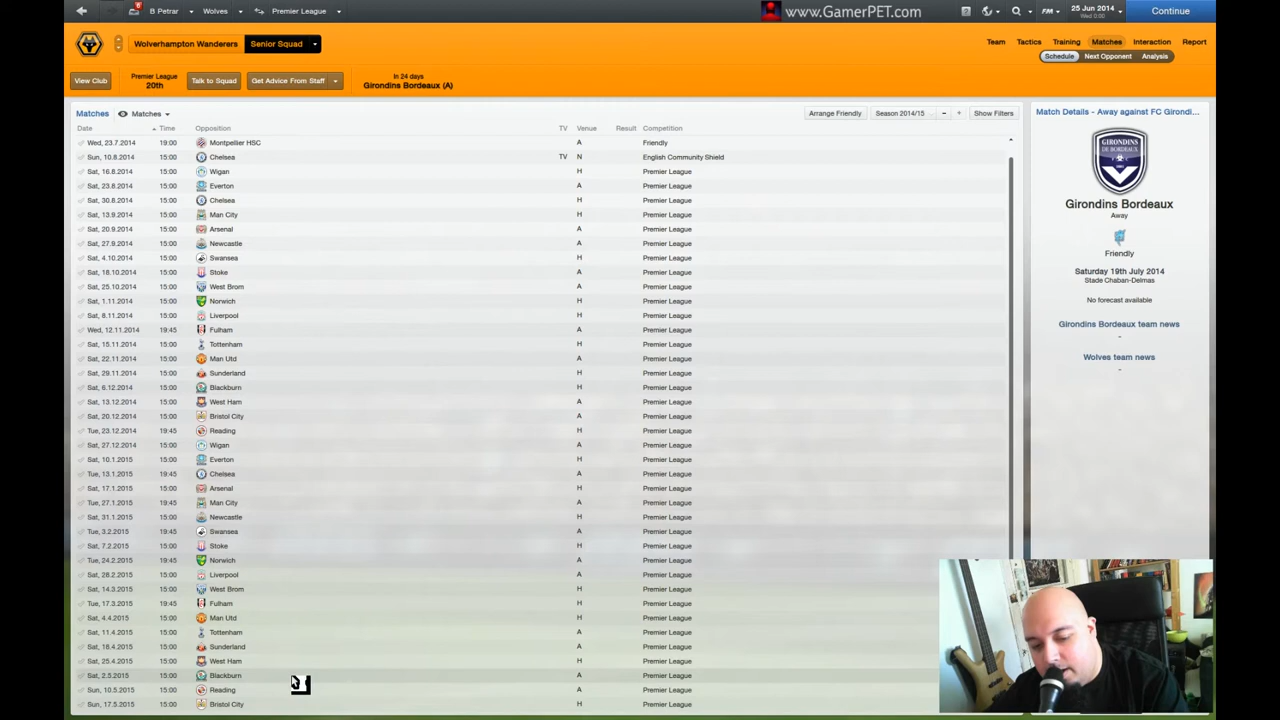 6 B Petrar Wolves Premier League www.GamerPET.com FM 25 Jun 2014 Wed 0:00 Continue
Wolverhampton Wanderers Senior Squad Team Tactics Training Matches Interaction Report
Schedule Next Opponent Analysis
View Club Premier League 20th Talk to Squad Get Advice From Staff In 24 days Girondins Bordeaux (A)
Matches Matches Arrange Friendly Season 2014/15 - + Show Filters
Date Time Opposition TV Venue Result Competition
Wed, 23.7.2014 19:00 Montpellier HSC A Friendly
Sun, 10.8.2014 15:00 Chelsea TV N English Community Shield
Sat, 16.8.2014 15:00 Wigan H Premier League
Sat, 23.8.2014 15:00 Everton A Premier League
Sat, 30.8.2014 15:00 Chelsea H Premier League
Sat, 13.9.2014 15:00 Man City H Premier League
Sat, 20.9.2014 15:00 Arsenal A Premier League
Sat, 27.9.2014 15:00 Newcastle A Premier League
Sat, 4.10.2014 15:00 Swansea H Premier League
Sat, 18.10.2014 15:00 Stoke A Premier League
Sat, 25.10.2014 15:00 West Brom A Premier League
Sat, 1.11.2014 15:00 Norwich H Premier League
Sat, 8.11.2014 15:00 Liverpool H Premier League
Wed, 12.11.2014 19:45 Fulham A Premier League
Sat, 15.11.2014 15:00 Tottenham H Premier League
Sat, 22.11.2014 15:00 Man Utd A Premier League
Sat, 29.11.2014 15:00 Sunderland H Premier League
Sat, 6.12.2014 15:00 Blackburn H Premier League
Sat, 13.12.2014 15:00 West Ham A Premier League
Sat, 20.12.2014 15:00 Bristol City A Premier League
Tue, 23.12.2014 19:45 Reading H Premier League
Sat, 27.12.2014 15:00 Wigan A Premier League
Sat, 10.1.2015 15:00 Everton H Premier League
Tue, 13.1.2015 19:45 Chelsea A Premier League
Sat, 17.1.2015 15:00 Arsenal H Premier League
Tue, 27.1.2015 19:45 Man City A Premier League
Sat, 31.1.2015 15:00 Newcastle H Premier League
Tue, 3.2.2015 19:45 Swansea A Premier League
Sat, 7.2.2015 15:00 Stoke H Premier League
Tue, 24.2.2015 19:45 Norwich A Premier League
Sat, 28.2.2015 15:00 Liverpool A Premier League
Sat, 14.3.2015 15:00 West Brom H Premier League
Tue, 17.3.2015 19:45 Fulham H Premier League
Sat, 4.4.2015 15:00 Man Utd H Premier League
Sat, 11.4.2015 15:00 Tottenham A Premier League
Sat, 18.4.2015 15:00 Sunderland A Premier League
Sat, 25.4.2015 15:00 West Ham H Premier League
Sat, 2.5.2015 15:00 Blackburn A Premier League
Sun, 10.5.2015 15:00 Reading A Premier League
Sun, 17.5.2015 15:00 Bristol City H Premier League
Match Details - Away against FC Girondi...
GIRONDINS
DE BORDEAUX
Girondins Bordeaux
Away
Friendly
Saturday 19th July 2014
Stade Chaban-Delmas
No forecast available
Girondins Bordeaux team news
-
Wolves team news
-